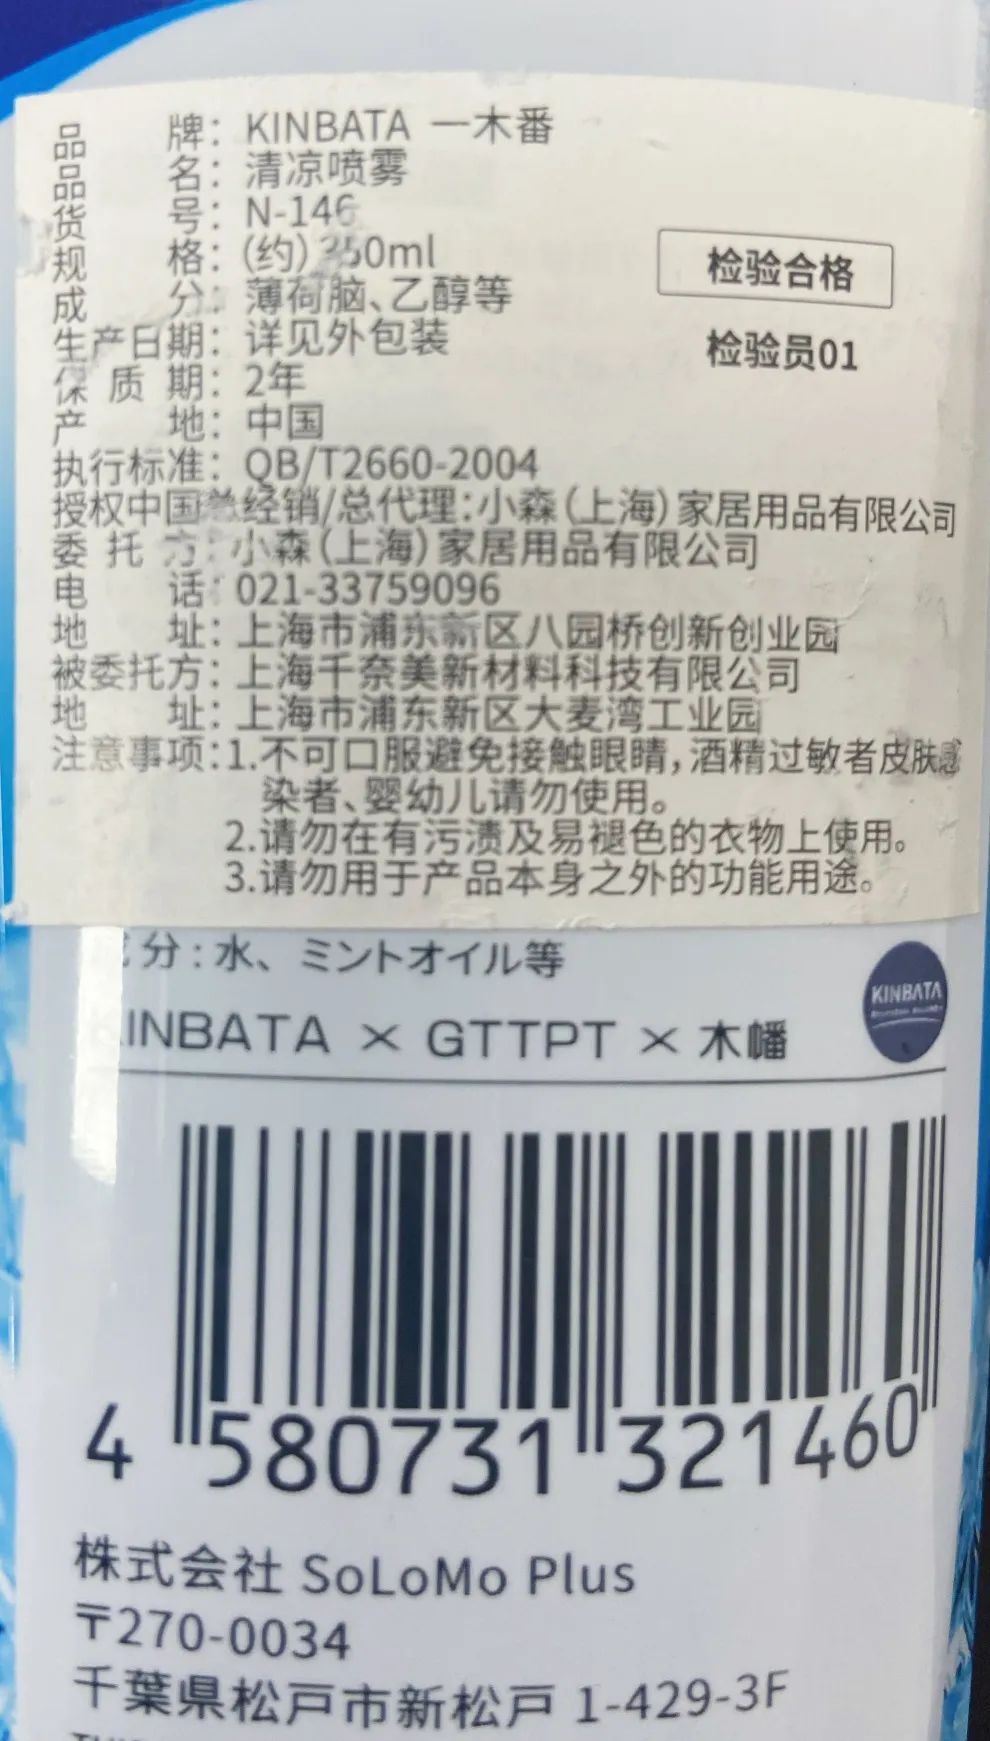 品牌：KINBATA 一木番
品名：清凉喷雾
货号：N-146
规格：(约)350ml
成分：薄荷脑、乙醇等
生产日期：详见外包装
保质期：2年
产地：中国
执行标准：QB/T2660-2004
授权中国总经销/总代理：小森（上海）家居用品有限公司
委托方：小森（上海）家居用品有限公司
电话：021-33759096
地址：上海市浦东新区八园桥创新创业园
被委托方：上海千奈美新材料科技有限公司
地址：上海市浦东新区大麦湾工业园
注意事项：1.不可口服避免接触眼睛，酒精过敏者皮肤感
染者、婴幼儿请勿使用。
2.请勿在有污渍及易褪色的衣物上使用。
3.请勿用于产品本身之外的功能用途。
检验合格
检验员01
分：水、ミントオイル等
KINBATA × GTTPT × 木幡
KINBATA
4 580731 321460
株式会社 SoLoMo Plus
〒270-0034
千葉県松戸市新松戸 1-429-3F